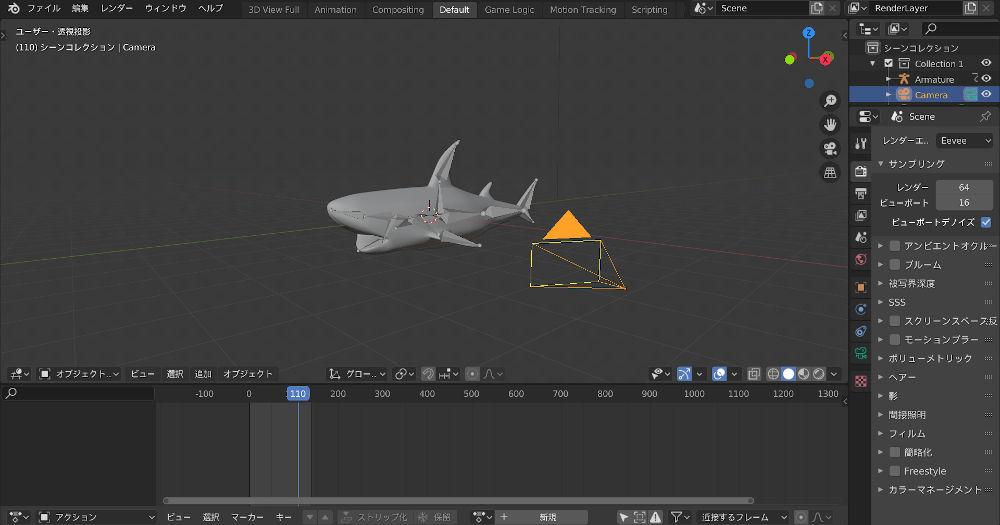 ファイル 編集 レンダー ウィンドウ ヘルプ 3D View Full Animation Compositing Default Game Logic Motion Tracking Scripting Scene RenderLayer
ユーザー・透視投影
(110) シーンコレクション | Camera
Z
X
シーンコレクション
Collection 1
Armature
Camera
Scene
レンダーエ.. Eevee
サンプリング
レンダー 64
ビューポート 16
ビューポートデノイズ
アンビエントオクルー
ブルーム
被写界深度
SSS
スクリーンスペース反
モーションブラー
ボリューメトリック
ヘアー
影
間接照明
フィルム
簡略化
Freestyle
カラーマネージメント
オブジェクト.. ビュー 選択 追加 オブジェクト グロー..
-100 0 110 200 300 400 500 600 700 800 900 1000 1100 1200 1300
アクション ビュー 選択 マーカー キー ストリップ化 保留 新規 近接するフレーム